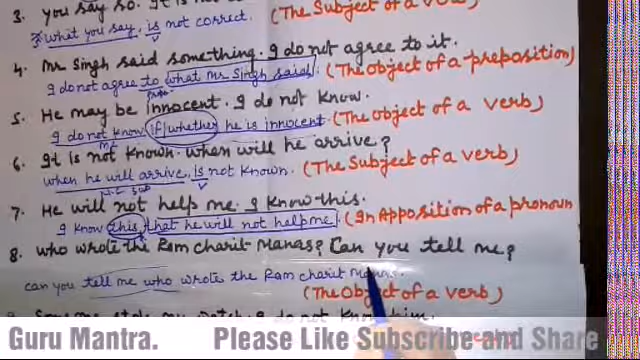 3. You say so. It is not correct. (The Subject of a verb)
what you say, is not correct.
v
4. Mr Singh said something. I do not agree to it.
I do not agree to what Mr Singh said. (The object of a preposition)
5. He may be innocent. I do not know.
I do not know if/whether he is innocent. (The object of a verb)
6. It is not known. When will he arrive?
when he will arrive, is not known. (The Subject of a verb)
v
7. He will not help me. I know this.
I know this that he will not help me. (In Apposition of a pronoun
8. who wrote the Ram charit Manas? Can you tell me?
can you tell me who wrote the Ram charit Manas.
(The Object of a verb)
not know him.
Guru Mantra. Please Like Subscribe and Share